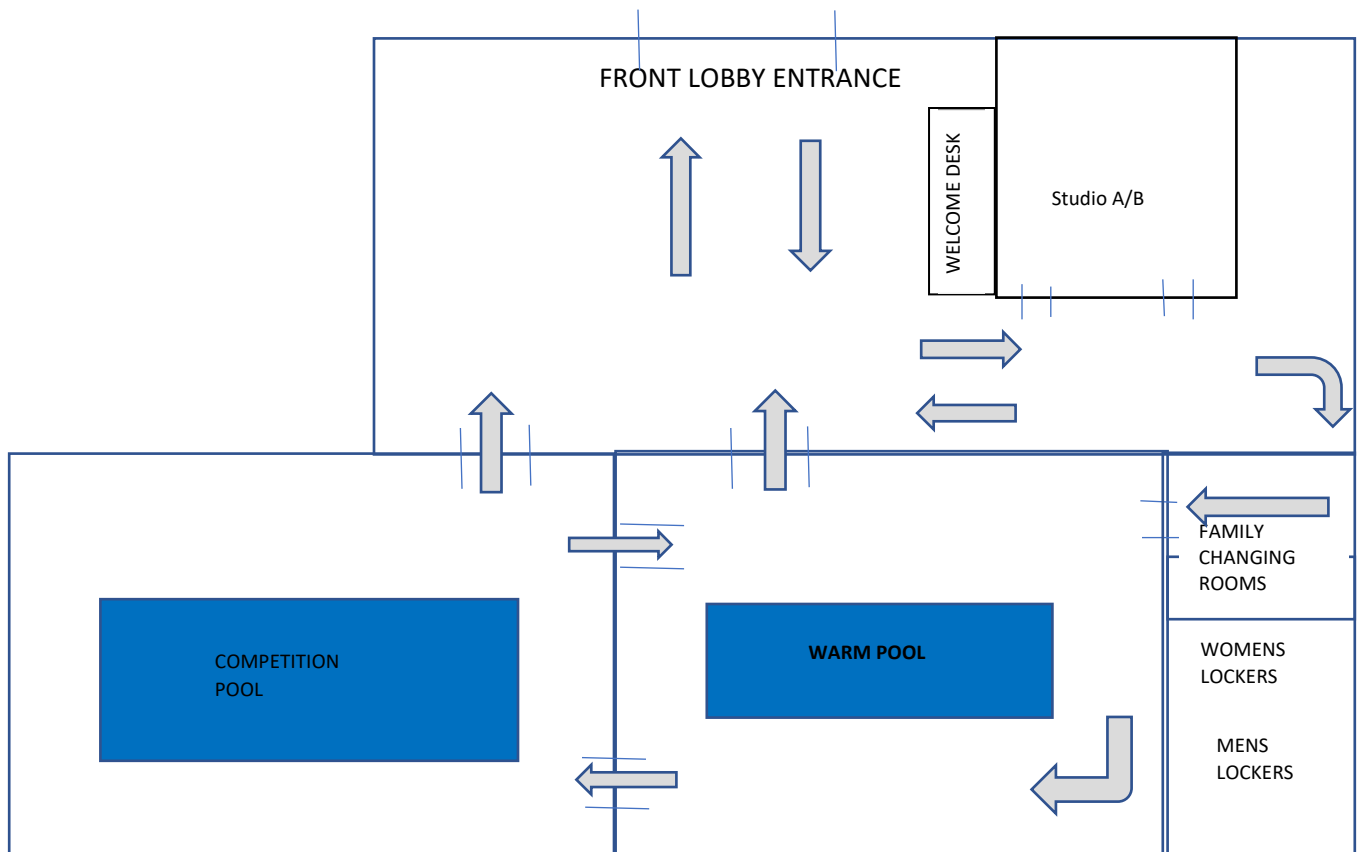 FRONT LOBBY ENTRANCE
WELCOME DESK
Studio A/B
FAMILY
CHANGING
ROOMS
COMPETITION
POOL
WARM POOL
WOMENS
LOCKERS
MENS
LOCKERS